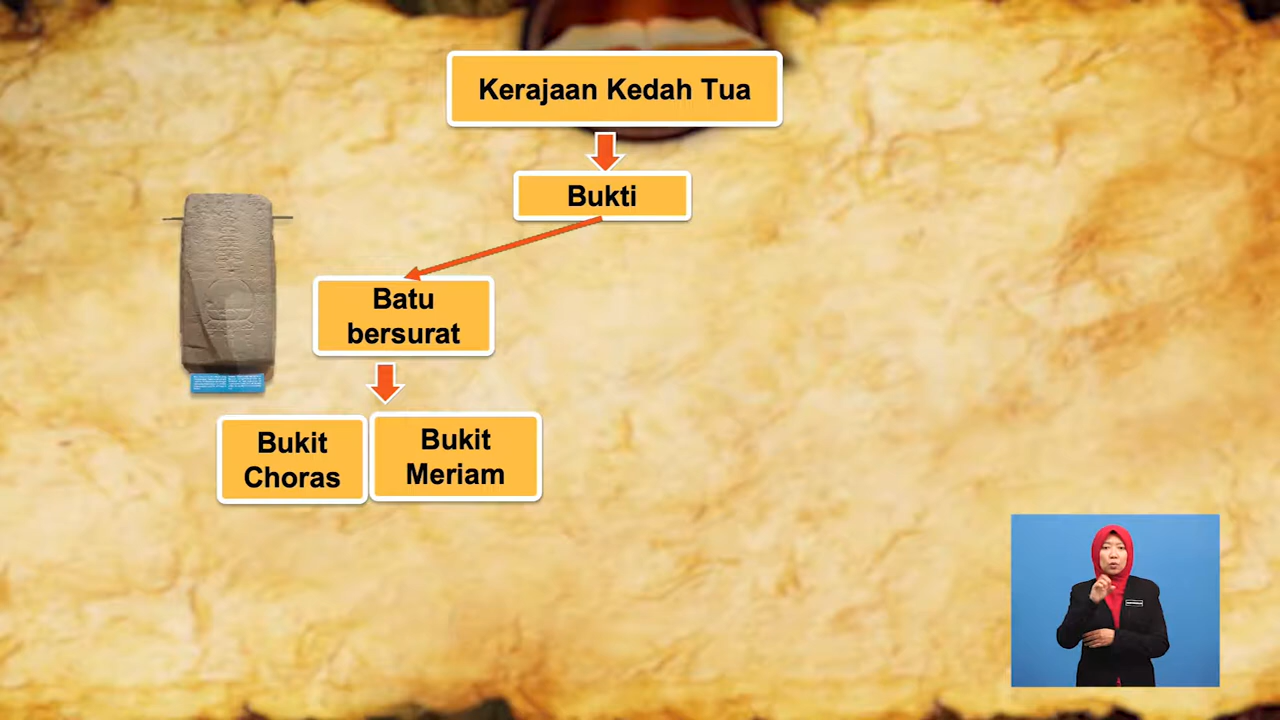 Kerajaan Kedah Tua
Bukti
Batu
bersurat
Bukit
Choras
Bukit
Meriam